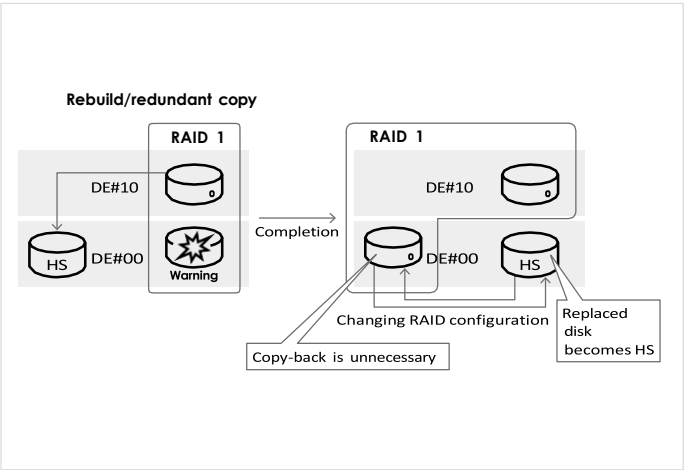 Rebuild/redundant copy
RAID 1
DE#10
HS
DE#00
Warning
Completion
RAID 1
DE#10
DE#00
HS
Changing RAID configuration
Copy-back is unnecessary
Replaced
disk
becomes HS